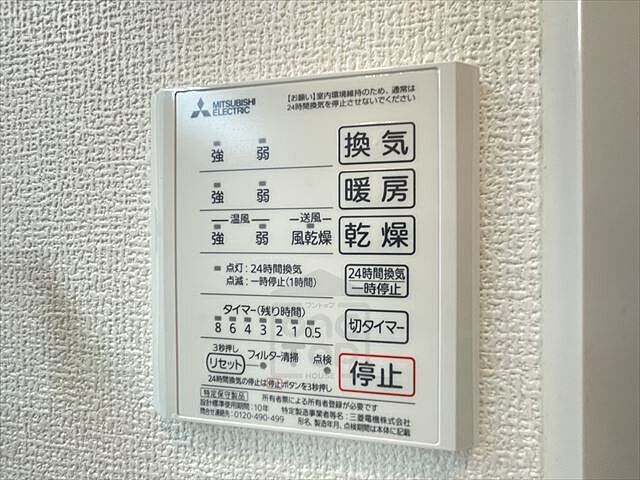 MITSUBISHI
ELECTRIC
【お願い】室内環境維持のため、通常は
24時間換気を停止させないでください
強 弱 換気
強 弱 暖房
温風 送風
強 弱 風乾燥 乾燥
点灯:24時間換気
点滅:一時停止(1時間)
24時間換気
一時停止
タイマー(残り時間)
8 6 4 3 2 1 0.5
切タイマー
3秒押し
リセット フィルター清掃 点検
停止
24時間換気の停止は停止ボタンを3秒押し
特定保守製品 所有者票による所有者登録が必要です
設計標準使用期間:10年 特定製造事業者等名:三菱電機株式会社
問合せ連絡先:0120-490-499 形名、製造年月、点検期間は本体に記載
ワントップ
HOUSE